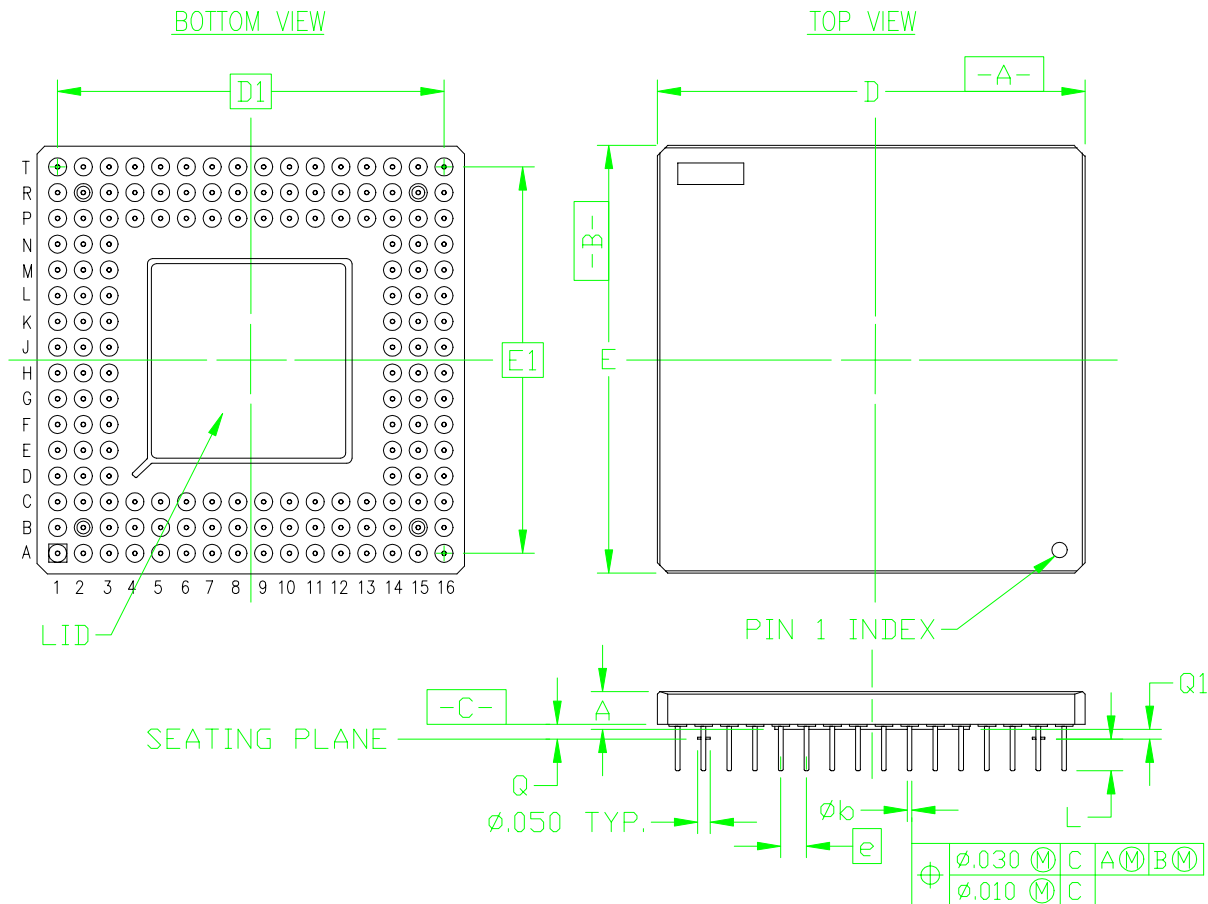 BOTTOM VIEW
TOP VIEW
D1
D
-A-
T
R
P
N
M
L
K
J
H
G
F
E
D
C
B
A
-B-
E1
E
1 2 3 4 5 6 7 8 9 10 11 12 13 14 15 16
LID
PIN 1 INDEX
-C-
A
Q1
SEATING PLANE
Q
Ø.050 TYP.
Øb
e
L
Ø.030 Ⓜ C A Ⓜ B Ⓜ
Ø.010 Ⓜ C